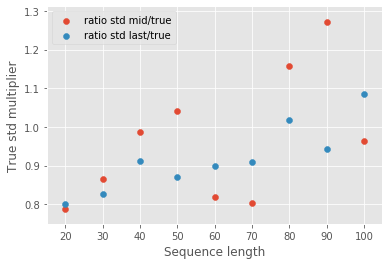 ratio std mid/true
ratio std last/true
True std multiplier
1.3
1.2
1.1
1.0
0.9
0.8
20 30 40 50 60 70 80 90 100
Sequence length